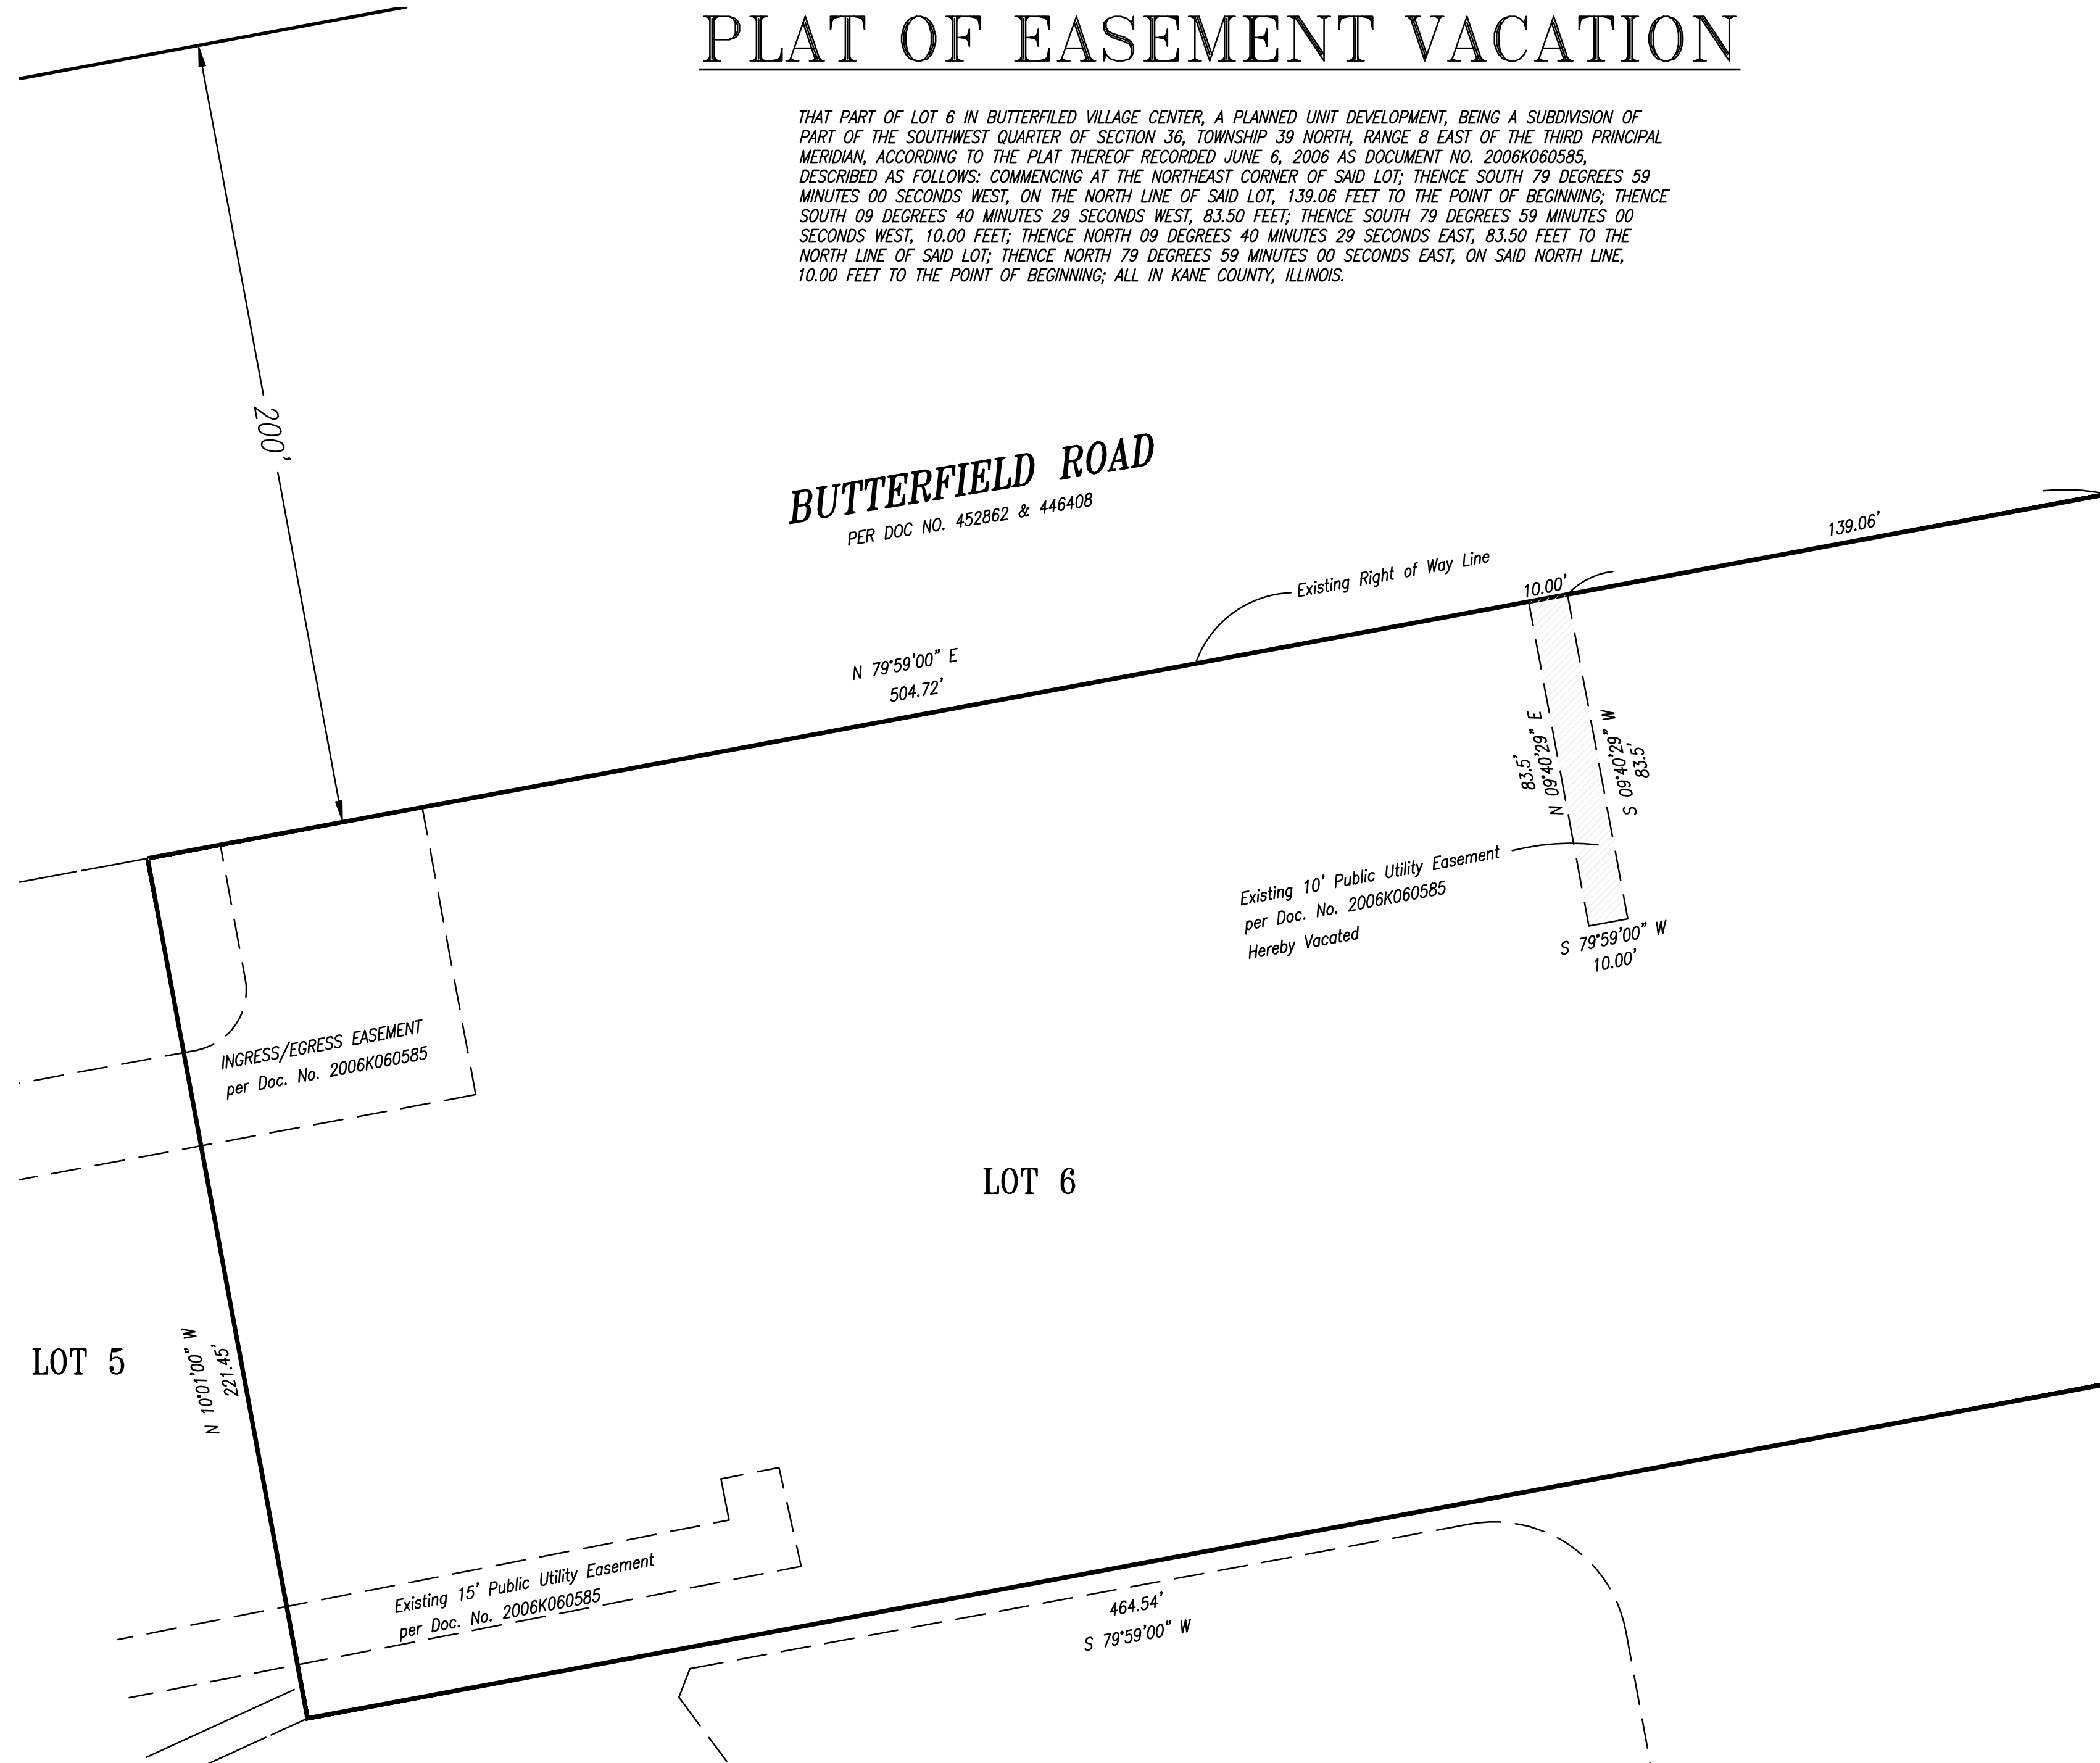 PLAT OF EASEMENT VACATION
THAT PART OF LOT 6 IN BUTTERFILED VILLAGE CENTER, A PLANNED UNIT DEVELOPMENT, BEING A SUBDIVISION OF
PART OF THE SOUTHWEST QUARTER OF SECTION 36, TOWNSHIP 39 NORTH, RANGE 8 EAST OF THE THIRD PRINCIPAL
MERIDIAN, ACCORDING TO THE PLAT THEREOF RECORDED JUNE 6, 2006 AS DOCUMENT NO. 2006K060585,
DESCRIBED AS FOLLOWS: COMMENCING AT THE NORTHEAST CORNER OF SAID LOT; THENCE SOUTH 79 DEGREES 59
MINUTES 00 SECONDS WEST, ON THE NORTH LINE OF SAID LOT, 139.06 FEET TO THE POINT OF BEGINNING; THENCE
SOUTH 09 DEGREES 40 MINUTES 29 SECONDS WEST, 83.50 FEET; THENCE SOUTH 79 DEGREES 59 MINUTES 00
SECONDS WEST, 10.00 FEET; THENCE NORTH 09 DEGREES 40 MINUTES 29 SECONDS EAST, 83.50 FEET TO THE
NORTH LINE OF SAID LOT; THENCE NORTH 79 DEGREES 59 MINUTES 00 SECONDS EAST, ON SAID NORTH LINE,
10.00 FEET TO THE POINT OF BEGINNING; ALL IN KANE COUNTY, ILLINOIS.
200'
BUTTERFIELD ROAD
PER DOC NO. 452862 & 446408
139.06'
Existing Right of Way Line
10.00'
N 79°59'00" E
504.72'
83.5'
N 09°40'29" E
S 09°40'29" W
83.5'
Existing 10' Public Utility Easement
per Doc. No. 2006K060585
Hereby Vacated
S 79°59'00" W
10.00'
INGRESS/EGRESS EASEMENT
per Doc. No. 2006K060585
LOT 6
LOT 5
N 10°01'00" W
221.45'
Existing 15' Public Utility Easement
per Doc. No. 2006K060585
464.54'
S 79°59'00" W